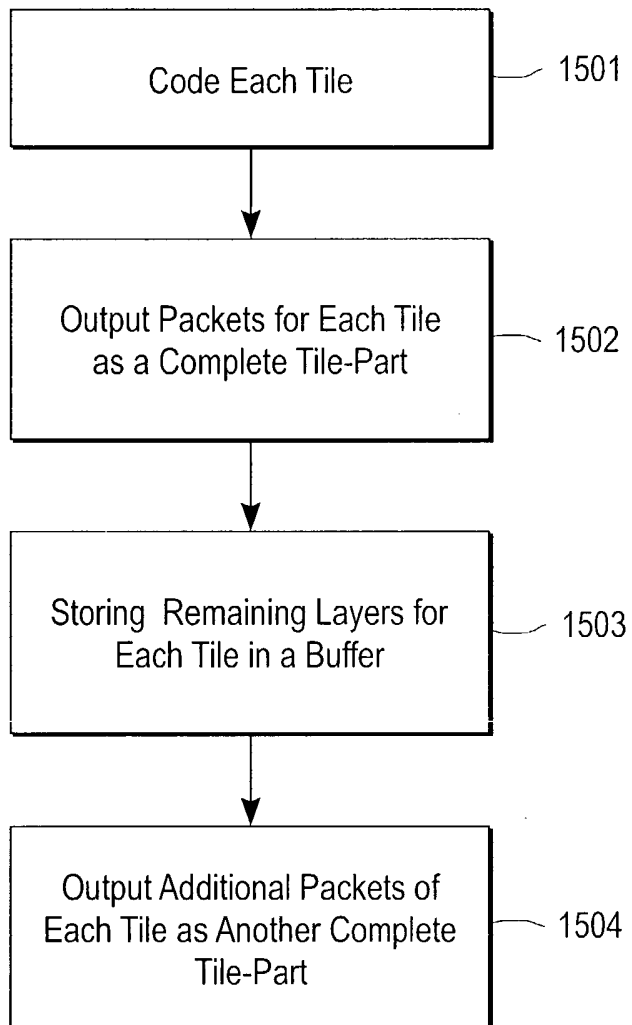 Code Each Tile
1501
Output Packets for Each Tile
as a Complete Tile-Part
1502
Storing Remaining Layers for
Each Tile in a Buffer
1503
Output Additional Packets of
Each Tile as Another Complete
Tile-Part
1504